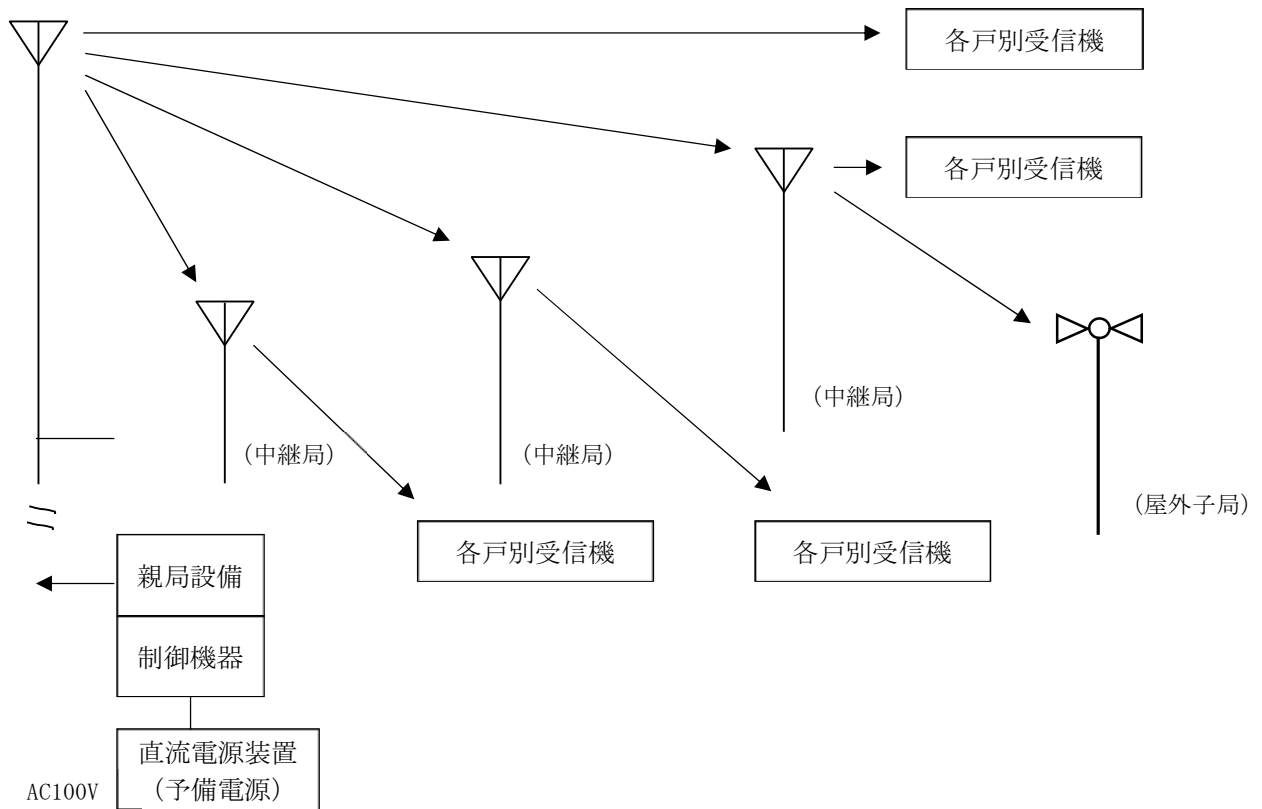 各戸別受信機
各戸別受信機
（中継局）
（中継局）
（中継局）
（屋外子局）
各戸別受信機
各戸別受信機
親局設備
制御機器
直流電源装置
（予備電源）
AC100V